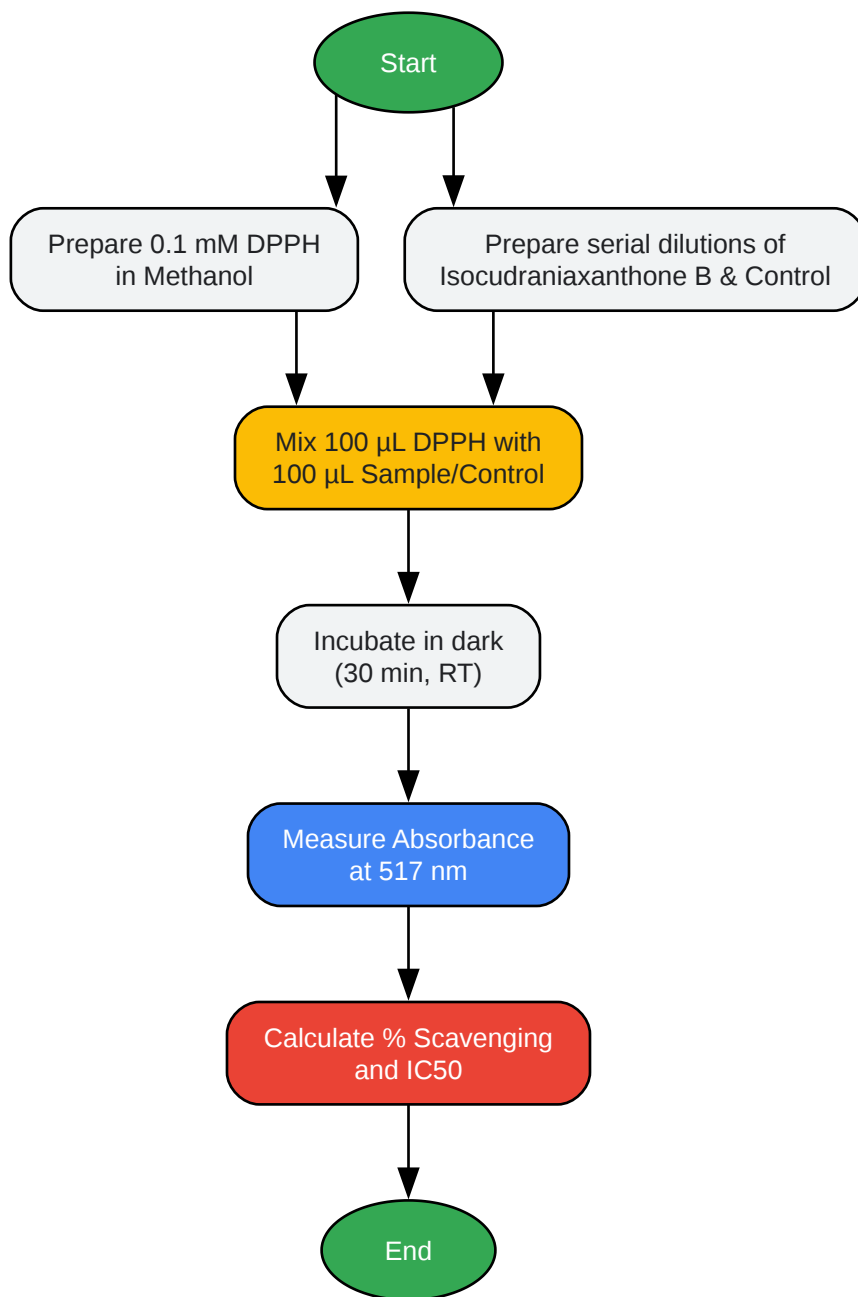 Start
Prepare 0.1 mM DPPH
in Methanol
Prepare serial dilutions of
Isocudraniaxanthone B & Control
Mix 100 µL DPPH with
100 µL Sample/Control
Incubate in dark
(30 min, RT)
Measure Absorbance
at 517 nm
Calculate % Scavenging
and IC50
End